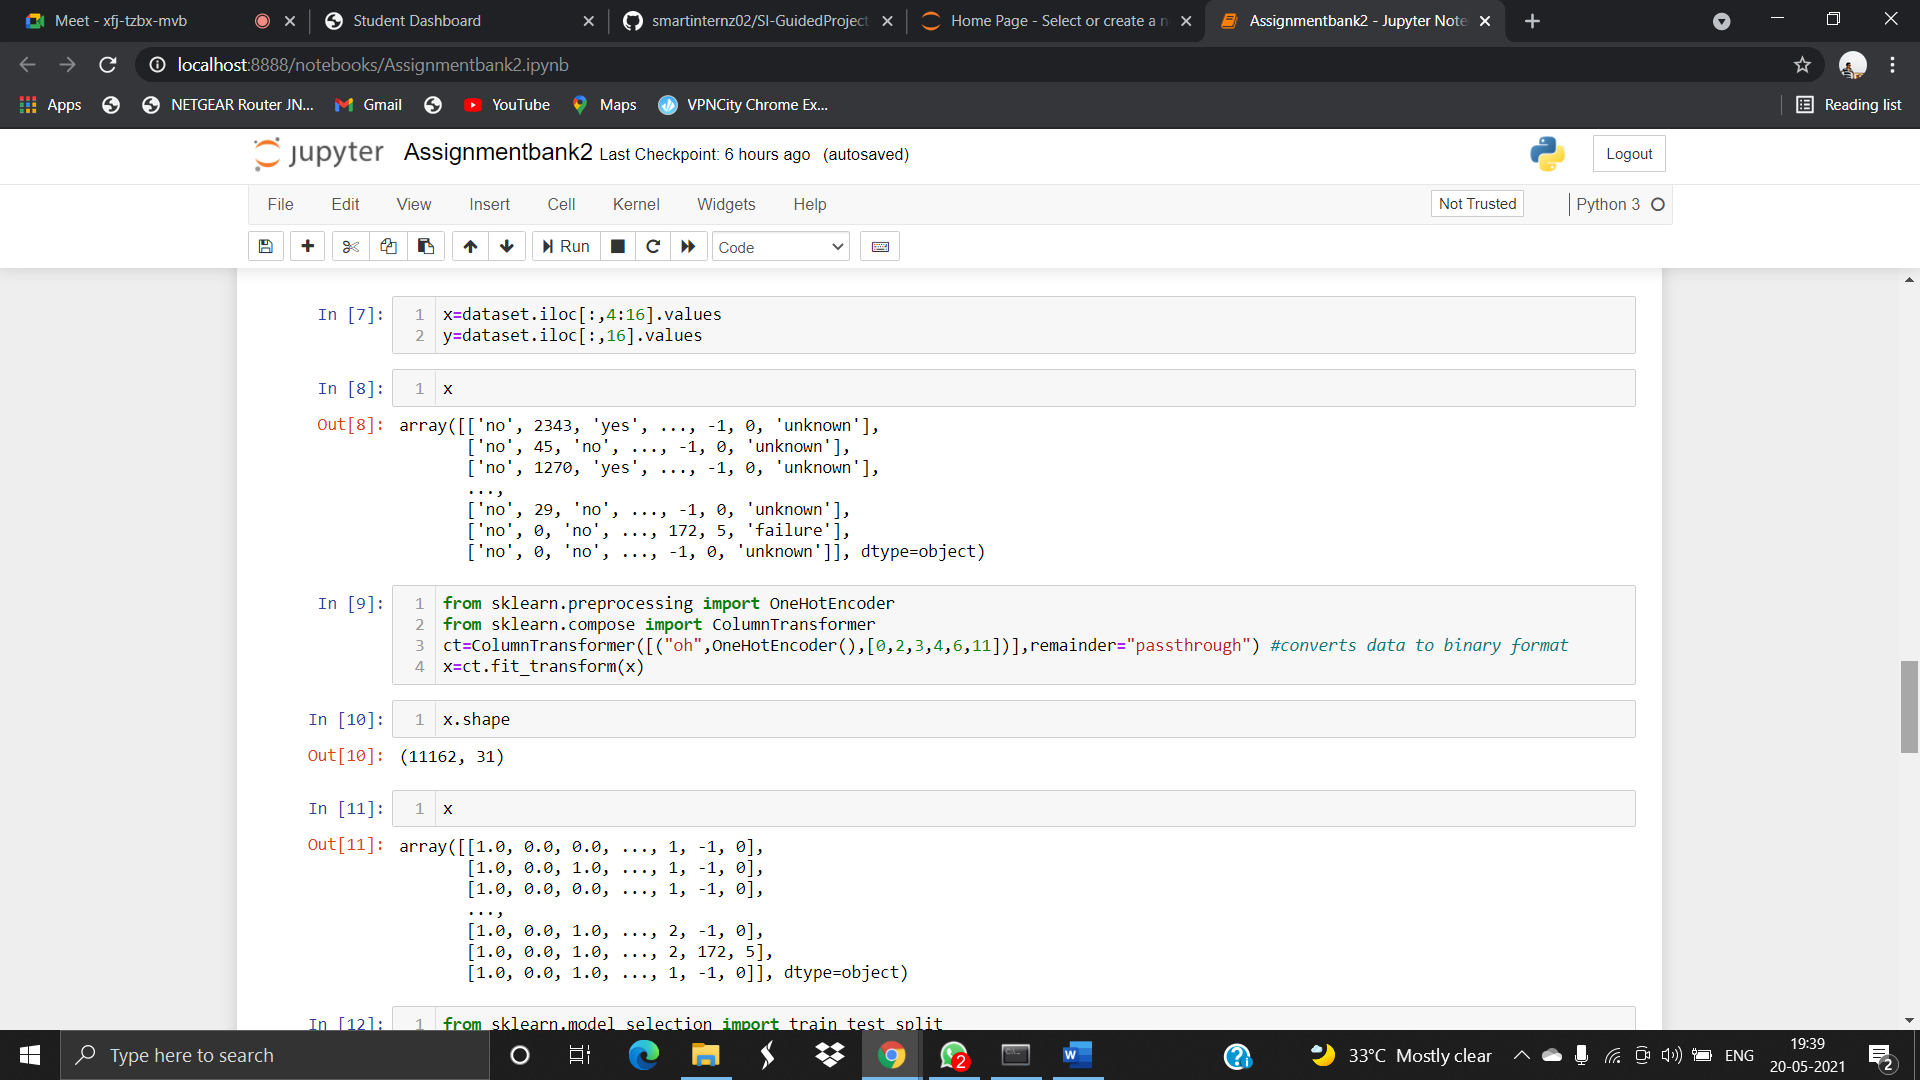 Meet - xfj-tzbx-mvb
Student Dashboard
smartinternz02/SI-GuidedProject
Home Page - Select or create a n
Assignmentbank2 - Jupyter Note
localhost:8888/notebooks/Assignmentbank2.ipynb
Apps
NETGEAR Router JN...
Gmail
YouTube
Maps
VPNCity Chrome Ex...
Reading list
jupyter Assignmentbank2 Last Checkpoint: 6 hours ago (autosaved)
Logout
File Edit View Insert Cell Kernel Widgets Help
Not Trusted
Python 3
Run
Code
In [7]:
1 x=dataset.iloc[:,4:16].values
2 y=dataset.iloc[:,16].values
In [8]:
1 x
Out[8]: array([['no', 2343, 'yes', ..., -1, 0, 'unknown'],
['no', 45, 'no', ..., -1, 0, 'unknown'],
['no', 1270, 'yes', ..., -1, 0, 'unknown'],
...,
['no', 29, 'no', ..., -1, 0, 'unknown'],
['no', 0, 'no', ..., 172, 5, 'failure'],
['no', 0, 'no', ..., -1, 0, 'unknown']], dtype=object)
In [9]:
1 from sklearn.preprocessing import OneHotEncoder
2 from sklearn.compose import ColumnTransformer
3 ct=ColumnTransformer([("oh",OneHotEncoder(),[0,2,3,4,6,11])],remainder="passthrough") #converts data to binary format
4 x=ct.fit_transform(x)
In [10]:
1 x.shape
Out[10]: (11162, 31)
In [11]:
1 x
Out[11]: array([[1.0, 0.0, 0.0, ..., 1, -1, 0],
[1.0, 0.0, 1.0, ..., 1, -1, 0],
[1.0, 0.0, 0.0, ..., 1, -1, 0],
...,
[1.0, 0.0, 1.0, ..., 2, -1, 0],
[1.0, 0.0, 1.0, ..., 2, 172, 5],
[1.0, 0.0, 1.0, ..., 1, -1, 0]], dtype=object)
In [12]:
1 from sklearn.model_selection import train_test_split
Type here to search
2
33°C Mostly clear
ENG
19:39
20-05-2021
2